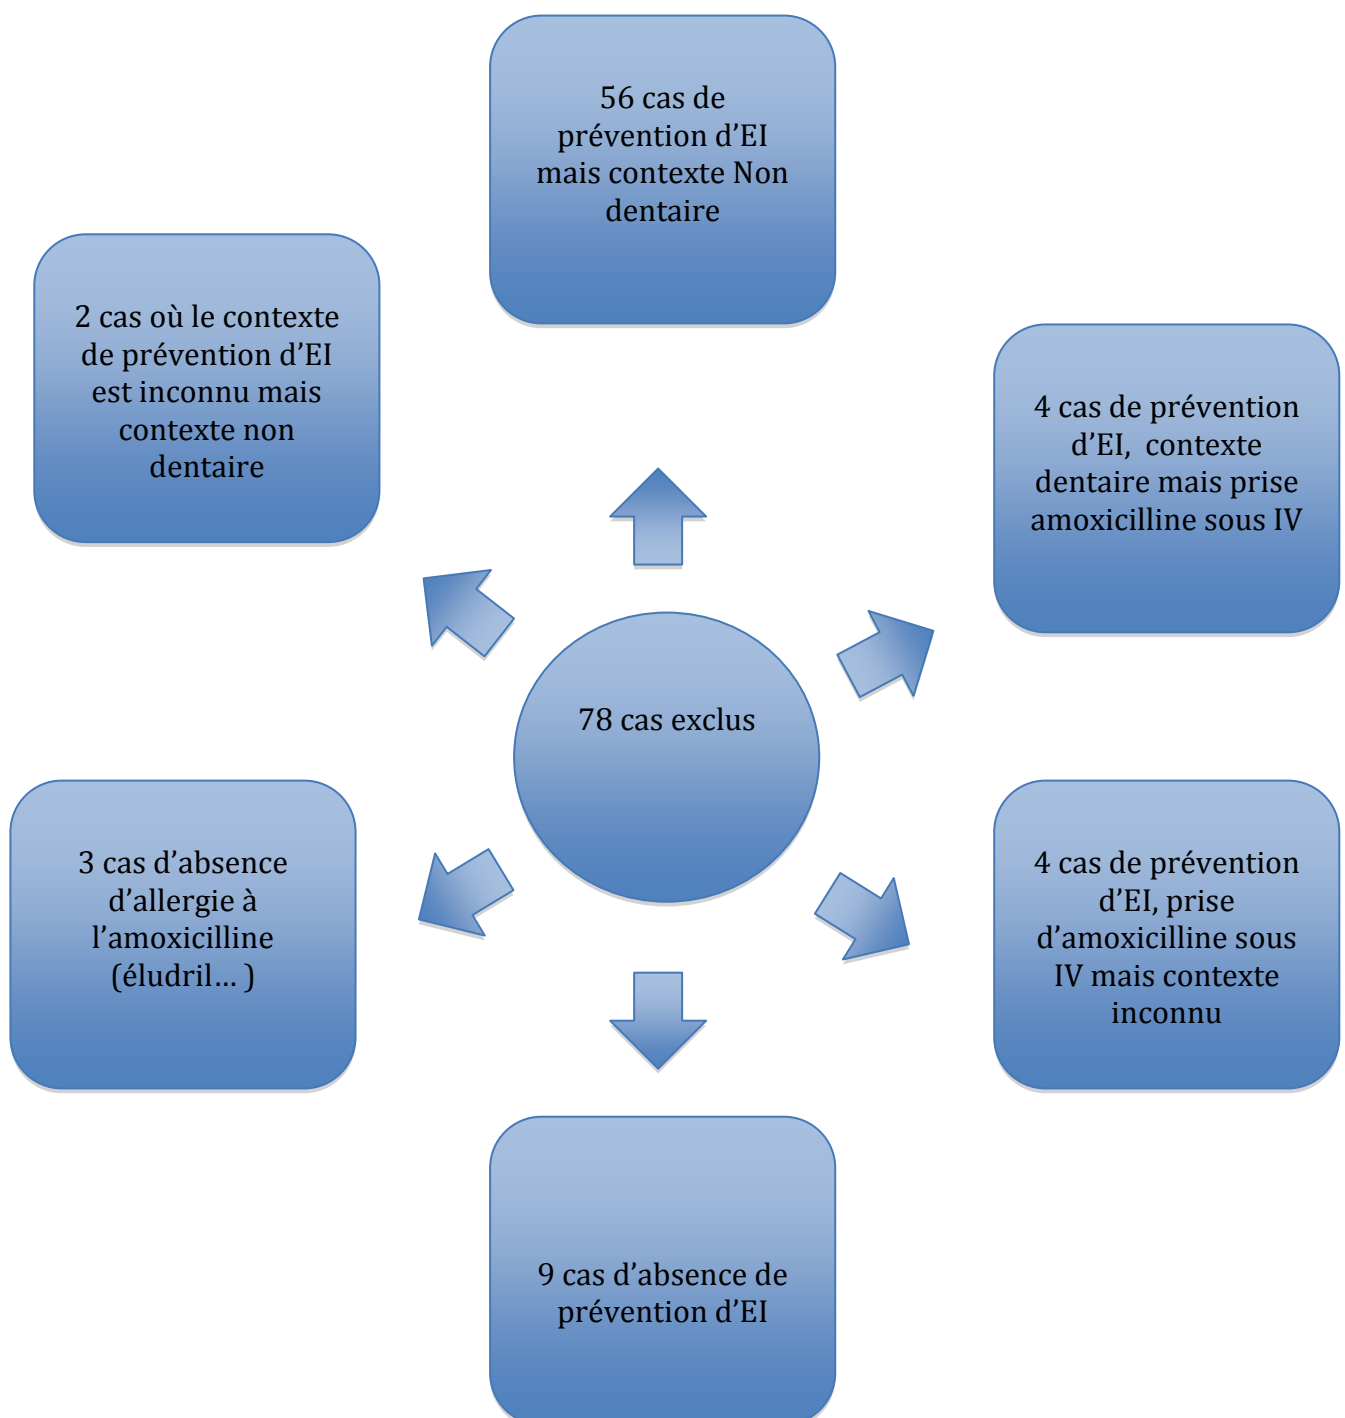 56 cas de
prévention d’EI
mais contexte Non
dentaire
2 cas où le contexte
de prévention d’EI
est inconnu mais
contexte non
dentaire
4 cas de prévention
d’EI, contexte
dentaire mais prise
amoxicilline sous IV
78 cas exclus
3 cas d’absence
d’allergie à
l’amoxicilline
(éludril… )
4 cas de prévention
d’EI, prise
d’amoxicilline sous
IV mais contexte
inconnu
9 cas d’absence de
prévention d’EI